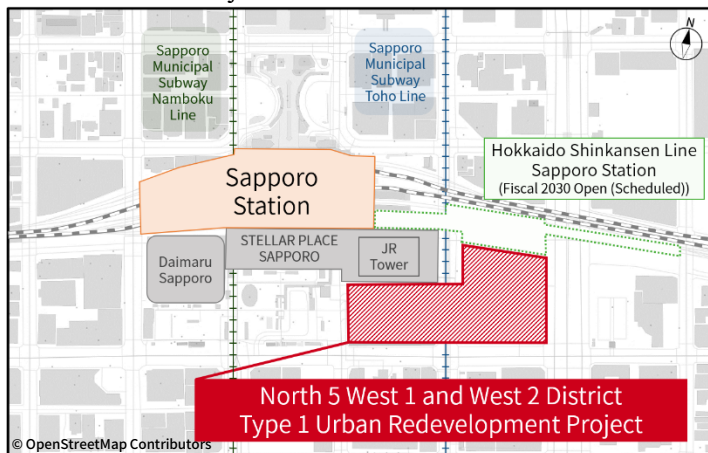 Sapporo
Municipal
Subway
Namboku
Line
Sapporo
Municipal
Subway
Toho Line
N
Hokkaido Shinkansen Line
Sapporo Station
(Fiscal 2030 Open (Scheduled))
Sapporo
Station
STELLAR PLACE
SAPPORO
JR
Tower
Daimaru
Sapporo
North 5 West 1 and West 2 District
Type 1 Urban Redevelopment Project
© OpenStreetMap Contributors